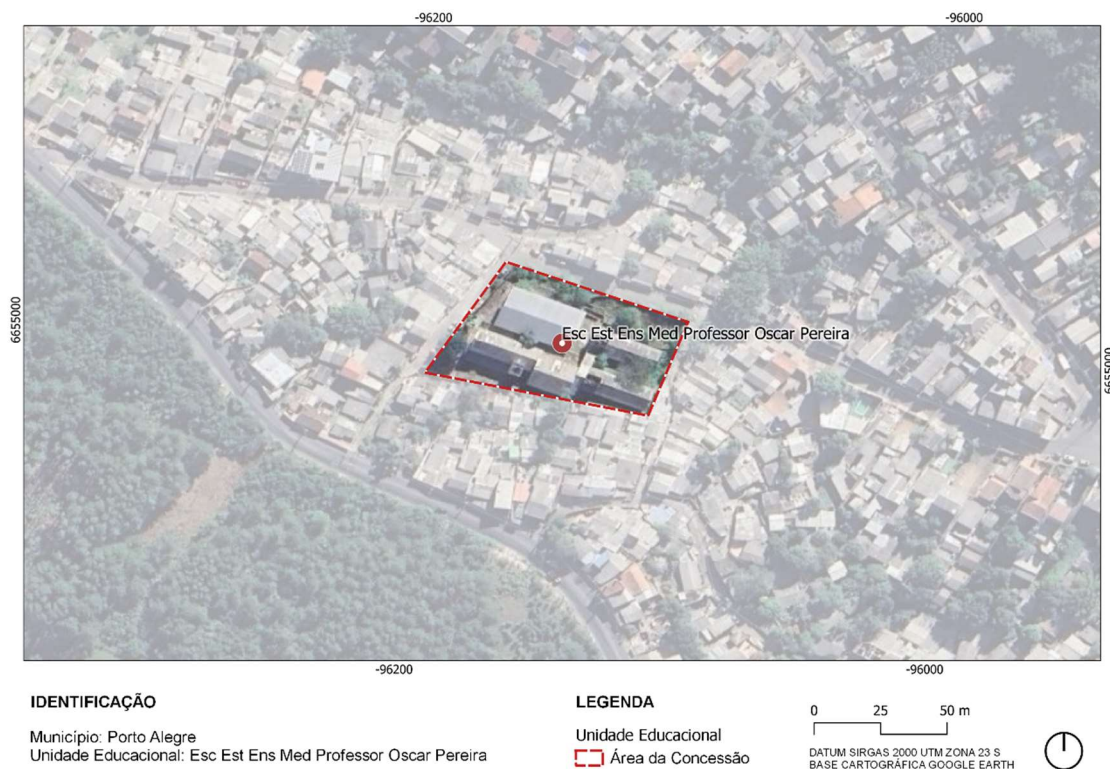 -96200
-96000
6655000
Esc Est Ens Med Professor Oscar Pereira
6655000
-96200
-96000
IDENTIFICAÇÃO
Município: Porto Alegre
Unidade Educacional: Esc Est Ens Med Professor Oscar Pereira
LEGENDA
Unidade Educacional
Área da Concessão
0 25 50 m
DATUM SIRGAS 2000 UTM ZONA 23 S
BASE CARTOGRÁFICA GOOGLE EARTH